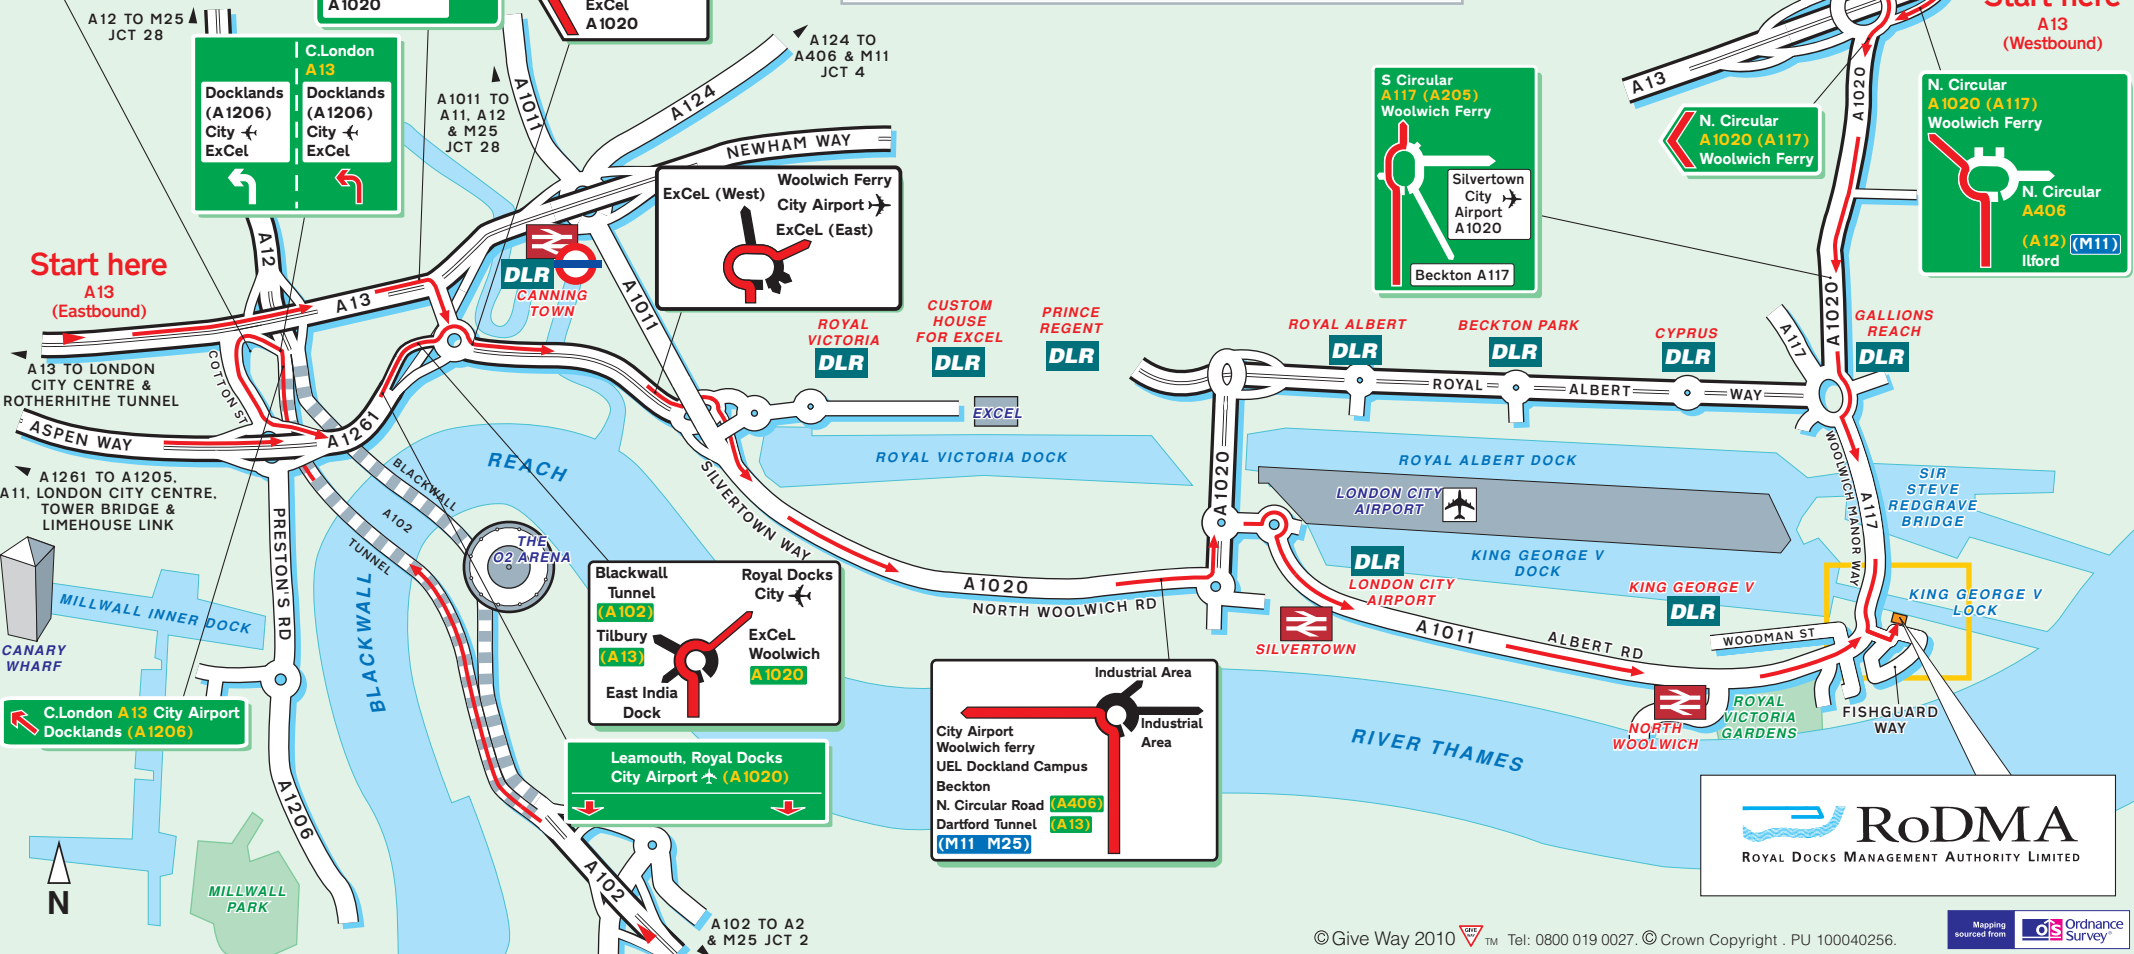 A12 TO M25
JCT 28
A1020
ExCel
A1020
A124 TO
A406 & M11
JCT 4
Start here
A13
(Westbound)
C.London
A13
Docklands
(A1206)
City
ExCel
Docklands
(A1206)
City
ExCel
A1011 TO
A11, A12
& M25
JCT 28
A1011
A124
NEWHAM WAY
S Circular
A117 (A205)
Woolwich Ferry
Silvertown
City
Airport
A1020
Beckton A117
A13
A1020
N. Circular
A1020 (A117)
Woolwich Ferry
N. Circular
A1020 (A117)
Woolwich Ferry
N. Circular
A406
(A12) (M11)
Ilford
ExCeL (West)
Woolwich Ferry
City Airport
ExCeL (East)
Start here
A13
(Eastbound)
A12
A13
DLR
CANNING
TOWN
A1011
ROYAL
VICTORIA
DLR
CUSTOM
HOUSE
FOR EXCEL
DLR
PRINCE
REGENT
DLR
ROYAL ALBERT
DLR
BECKTON PARK
DLR
CYPRUS
DLR
A117
A1020
GALLIONS
REACH
DLR
A13 TO LONDON
CITY CENTRE &
ROTHERHITHE TUNNEL
COTTON ST
ASPEN WAY
A1261
EXCEL
ROYAL ALBERT WAY
A1261 TO A1205,
A11, LONDON CITY CENTRE,
TOWER BRIDGE &
LIMEHOUSE LINK
BLACKWALL
A102
TUNNEL
REACH
BLACKWALL
ROYAL VICTORIA DOCK
ROYAL ALBERT DOCK
LONDON CITY
AIRPORT
A1020
WOOLWICH MANOR WAY
A117
SIR
STEVE
REDGRAVE
BRIDGE
SILVERTOWN WAY
PRESTON'S RD
THE
O2 ARENA
A1020
NORTH WOOLWICH RD
KING GEORGE V
DOCK
DLR
LONDON CITY
AIRPORT
KING GEORGE V
DLR
KING GEORGE V
LOCK
MILLWALL INNER DOCK
CANARY
WHARF
Blackwall
Tunnel
(A102)
Tilbury
(A13)
East India
Dock
Royal Docks
City
ExCeL
Woolwich
A1020
SILVERTOWN
A1011
ALBERT RD
WOODMAN ST
Industrial Area
Industrial
Area
City Airport
Woolwich ferry
UEL Dockland Campus
Beckton
N. Circular Road (A406)
Dartford Tunnel (A13)
(M11 M25)
C.London A13 City Airport
Docklands (A1206)
Leamouth, Royal Docks
City Airport (A1020)
RIVER THAMES
NORTH
WOOLWICH
ROYAL
VICTORIA
GARDENS
FISHGUARD
WAY
A1206
MILLWALL
PARK
N
A102
A102 TO A2
& M25 JCT 2
RoDMA
ROYAL DOCKS MANAGEMENT AUTHORITY LIMITED
© Give Way 2010 GIVE WAY TM Tel: 0800 019 0027. © Crown Copyright . PU 100040256.
Mapping
sourced from
OS
Ordnance
Survey®